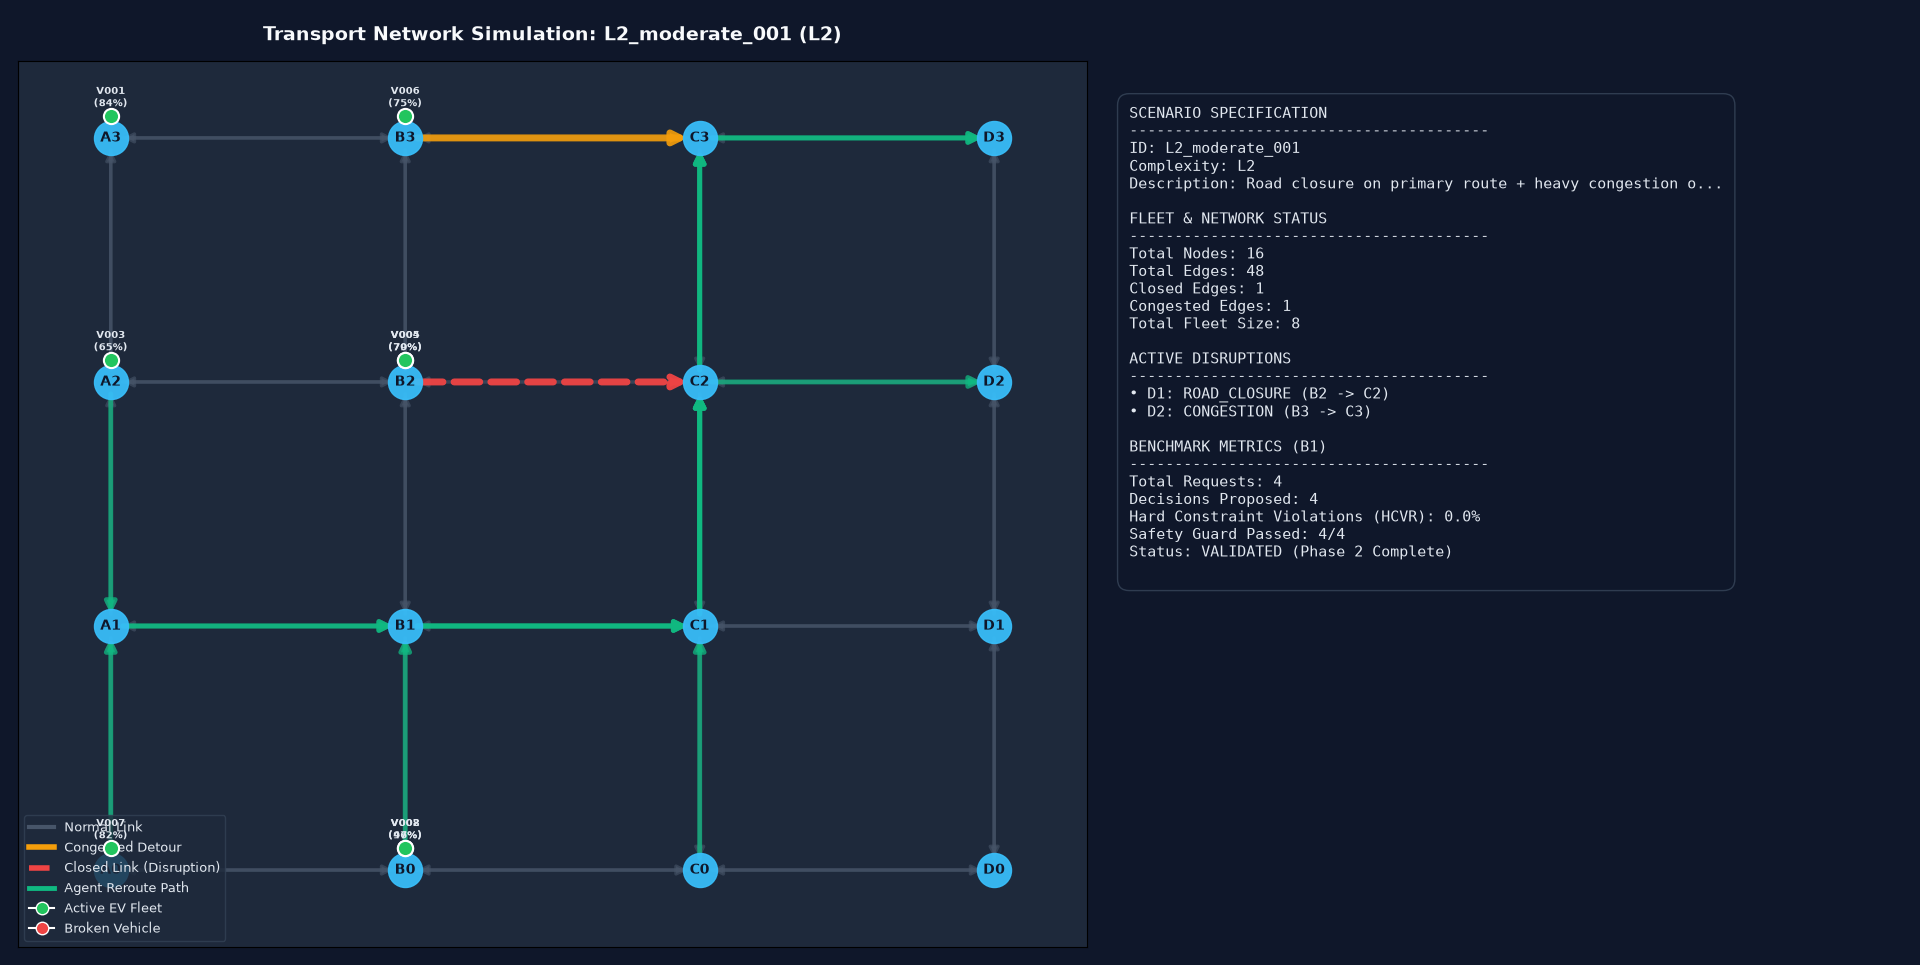 Transport Network Simulation: L2_moderate_001 (L2)
V001
(84%)
V006
(75%)
A3
B3
C3
D3
V003
(65%)
A2
B2
C2
D2
A1
B1
C1
D1
V007
(82%)
B0
C0
D0
Normal Link
Congested Detour
Closed Link (Disruption)
Agent Reroute Path
Active EV Fleet
Broken Vehicle
SCENARIO SPECIFICATION
----------------------------------------
ID: L2_moderate_001
Complexity: L2
Description: Road closure on primary route + heavy congestion o...
FLEET & NETWORK STATUS
----------------------------------------
Total Nodes: 16
Total Edges: 48
Closed Edges: 1
Congested Edges: 1
Total Fleet Size: 8
ACTIVE DISRUPTIONS
----------------------------------------
• D1: ROAD_CLOSURE (B2 -> C2)
• D2: CONGESTION (B3 -> C3)
BENCHMARK METRICS (B1)
----------------------------------------
Total Requests: 4
Decisions Proposed: 4
Hard Constraint Violations (HCVR): 0.0%
Safety Guard Passed: 4/4
Status: VALIDATED (Phase 2 Complete)